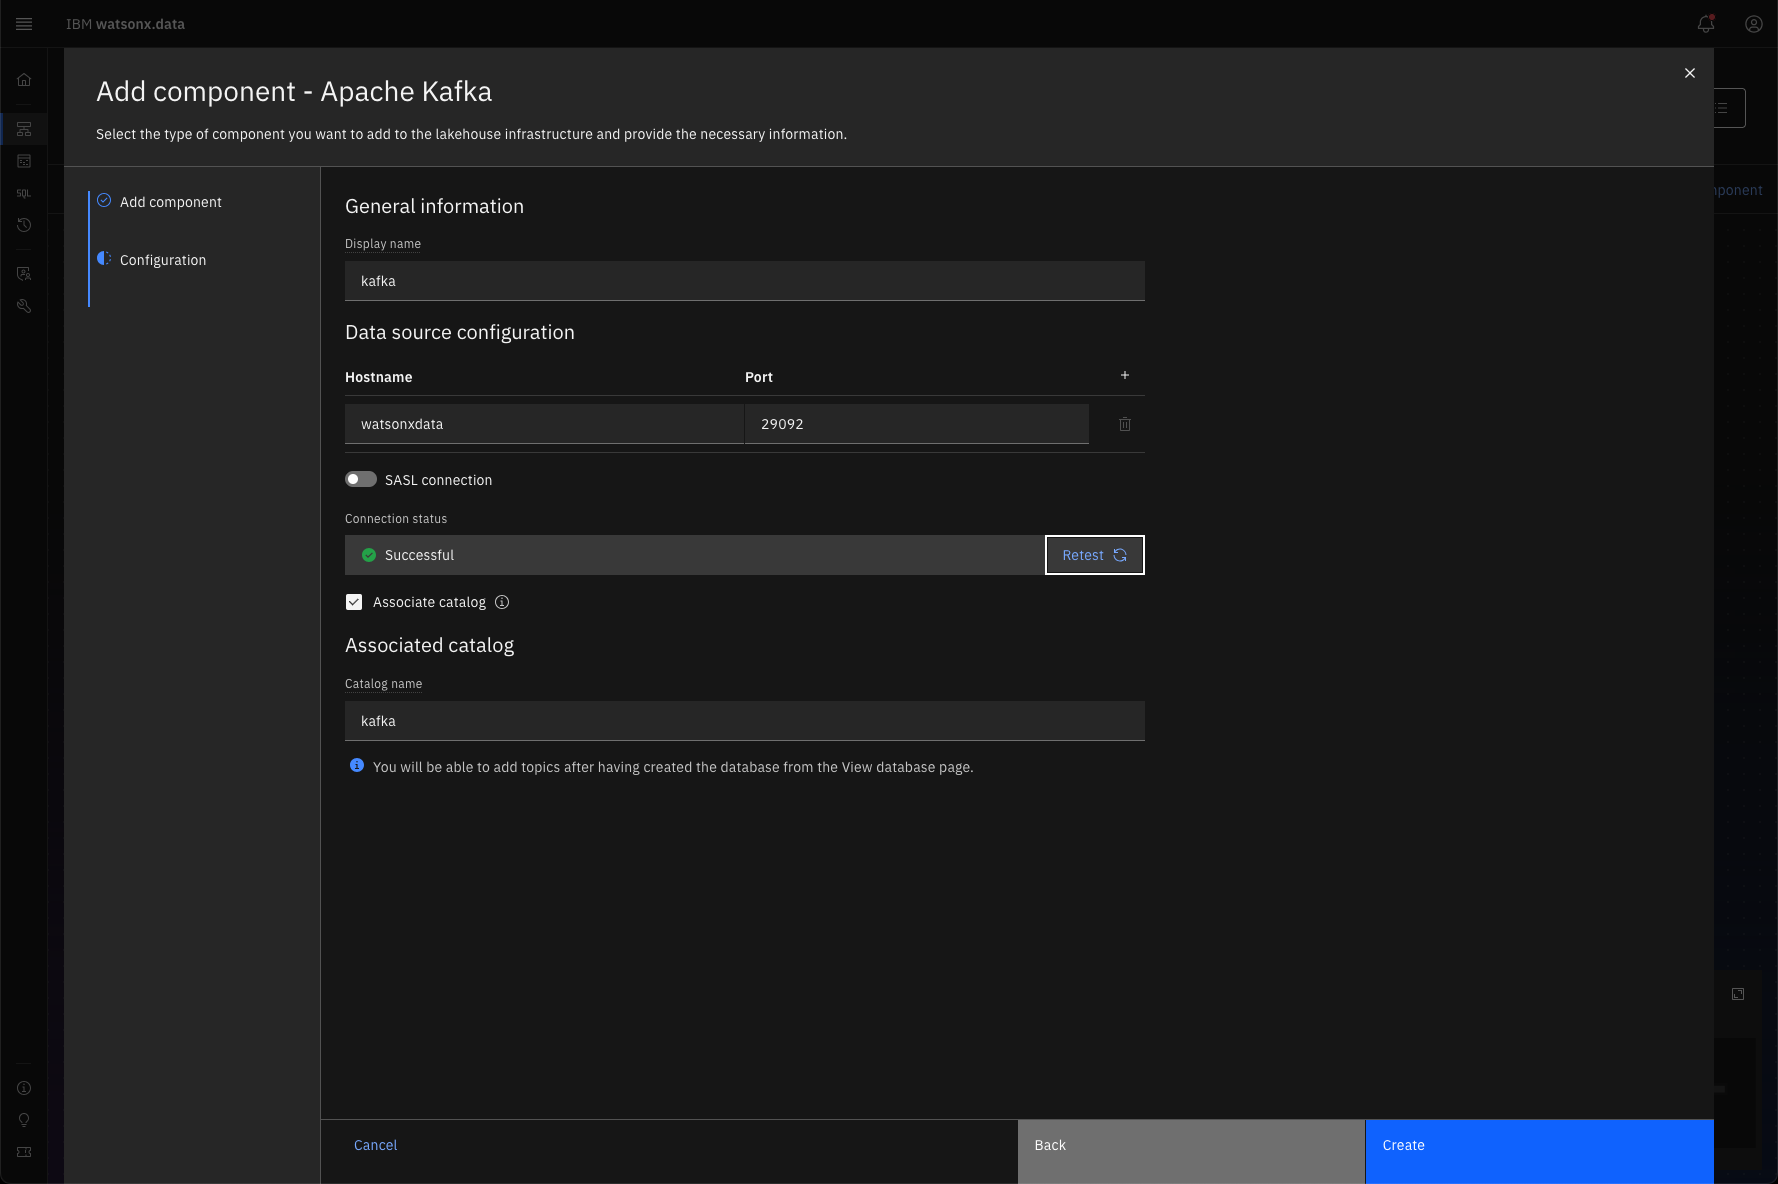 IBM watsonx.data
Add component - Apache Kafka
Select the type of component you want to add to the lakehouse infrastructure and provide the necessary information.
SQL
Add component
Configuration
General information
Display name
kafka
Data source configuration
Hostname Port
watsonxdata 29092
SASL connection
Connection status
Successful Retest
Associate catalog
Associated catalog
Catalog name
kafka
You will be able to add topics after having created the database from the View database page.
Cancel Back Create